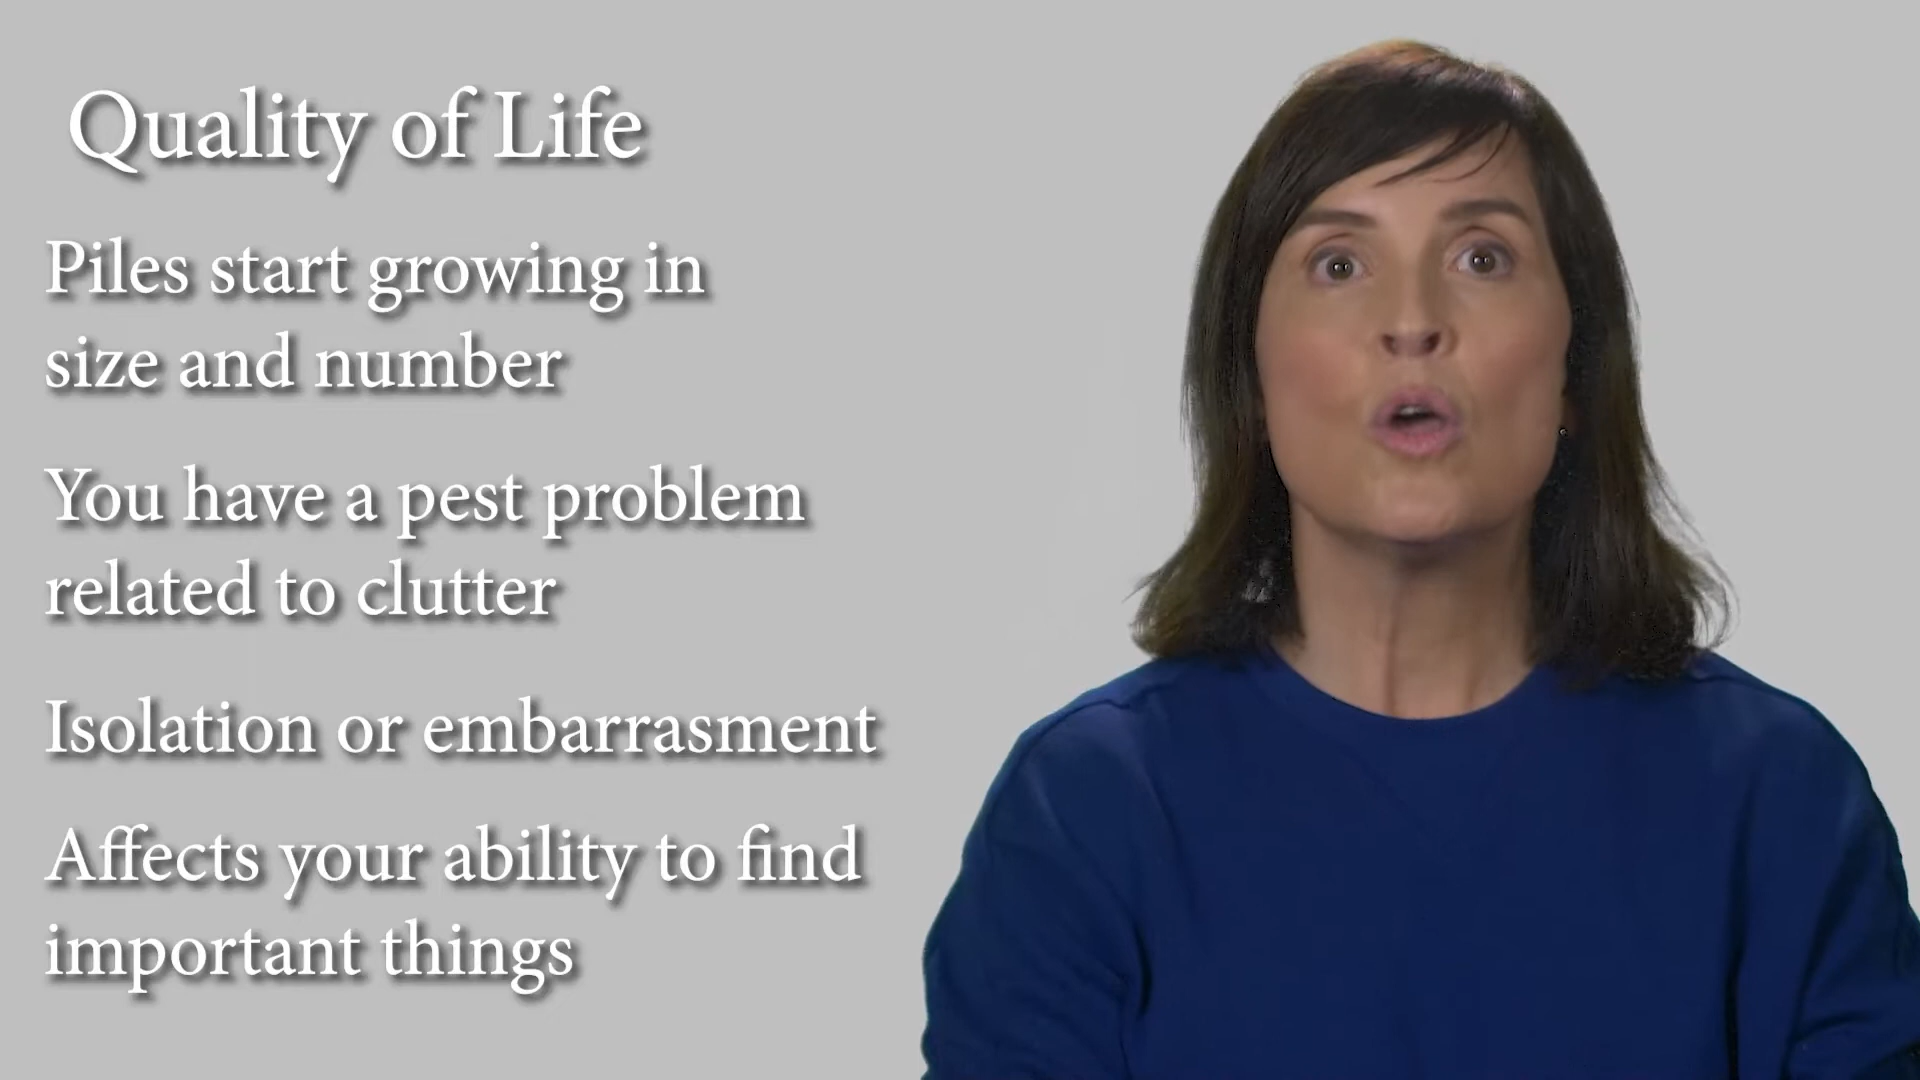 Quality of Life
Piles start growing in
size and number
You have a pest problem
related to clutter
Isolation or embarrasment
Affects your ability to find
important things